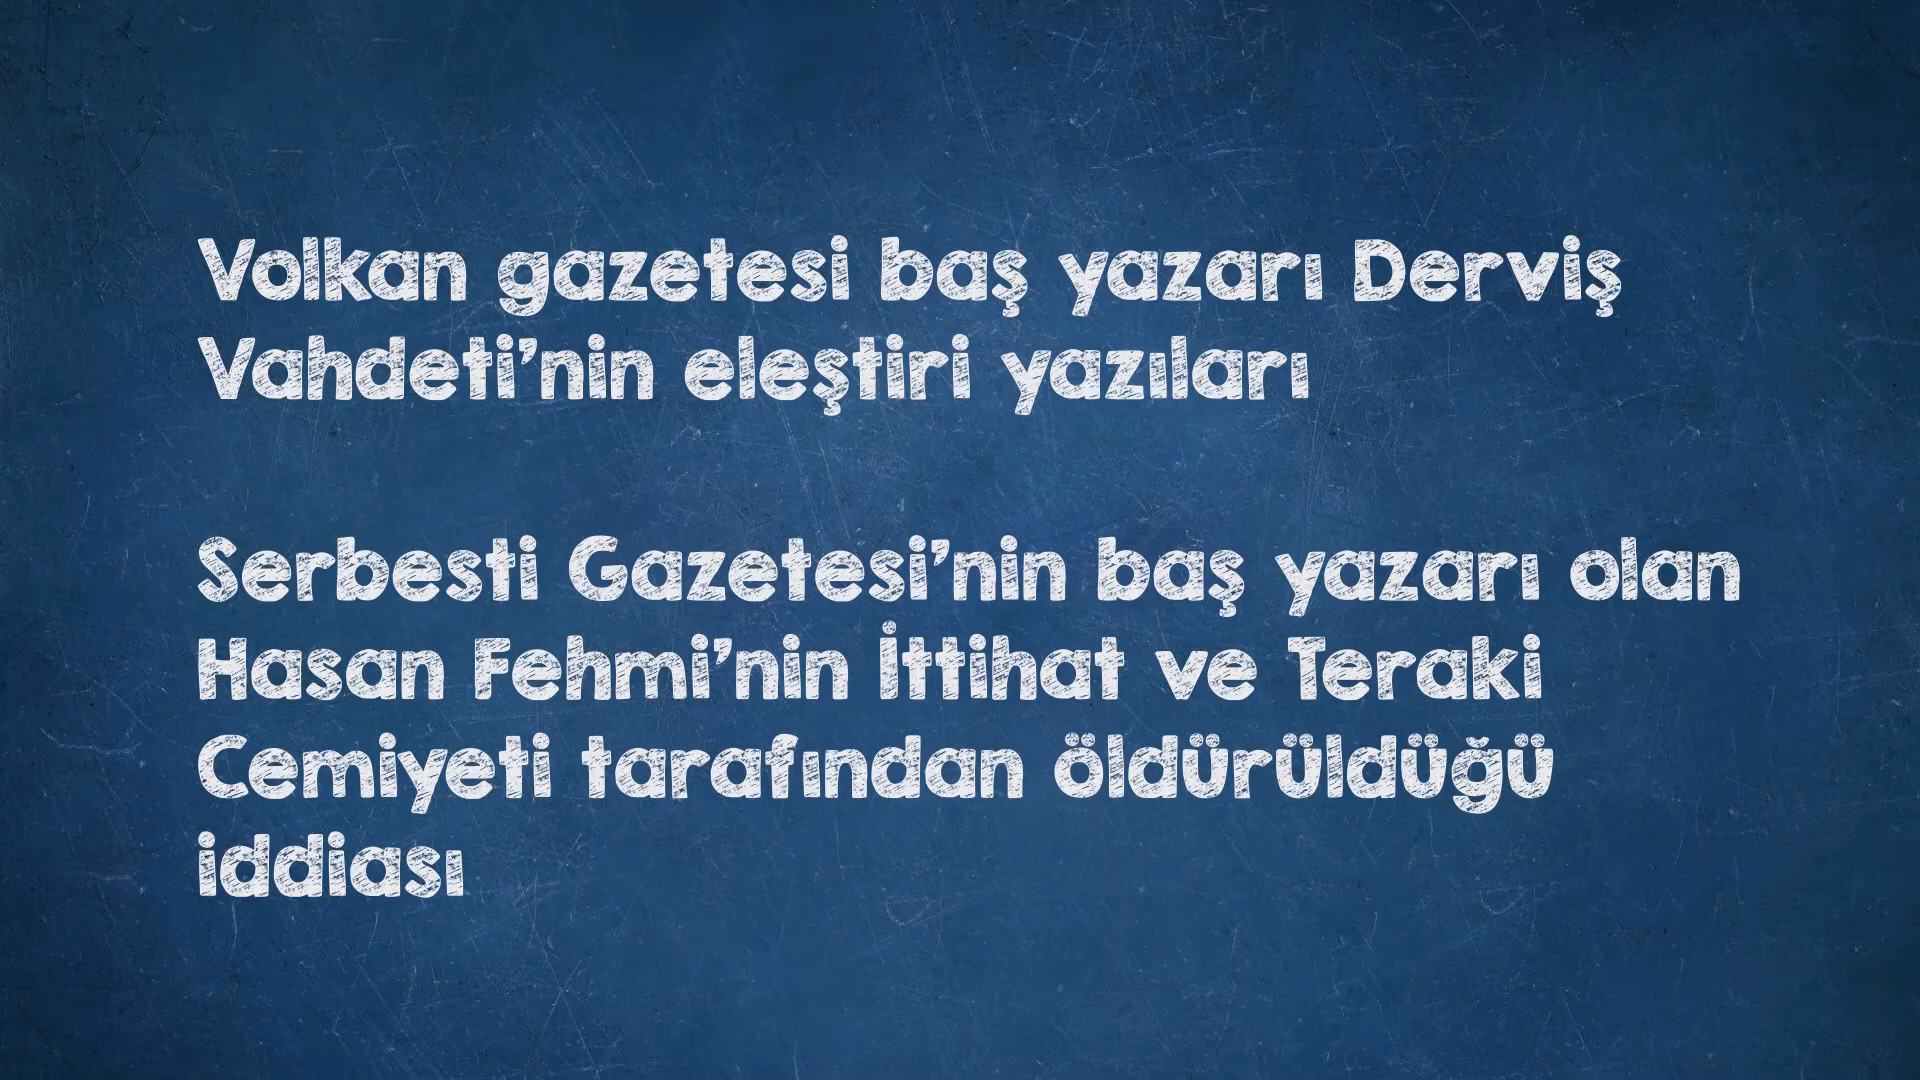 Volkan gazetesi baş yazarı Derviş
Vahdeti’nin eleştiri yazıları
Serbesti Gazetesi’nin baş yazarı olan
Hasan Fehmi’nin İttihat ve Teraki
Cemiyeti tarafından öldürüldüğü
iddiası